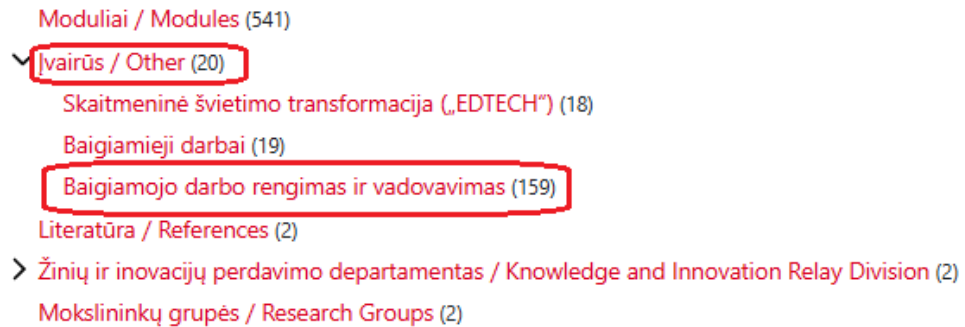 Moduliai / Modules (541)
Įvairūs / Other (20)
Skaitmeninė švietimo transformacija („EDTECH“) (18)
Baigiamieji darbai (19)
Baigiamojo darbo rengimas ir vadovavimas (159)
Literatūra / References (2)
Žinių ir inovacijų perdavimo departamentas / Knowledge and Innovation Relay Division (2)
Mokslininkų grupės / Research Groups (2)